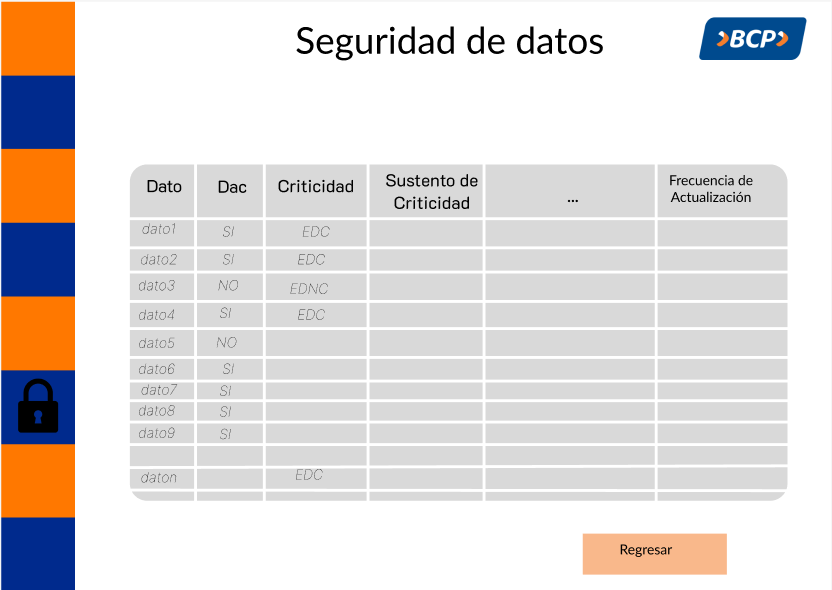 Seguridad de datos
BCP
Dato Dac Criticidad Sustento de Criticidad ... Frecuencia de Actualización
dato1 SI EDC
dato2 SI EDC
dato3 NO EDNC
dato4 SI EDC
dato5 NO
dato6 SI
dato7 SI
dato8 SI
dato9 SI
daton EDC
Regresar